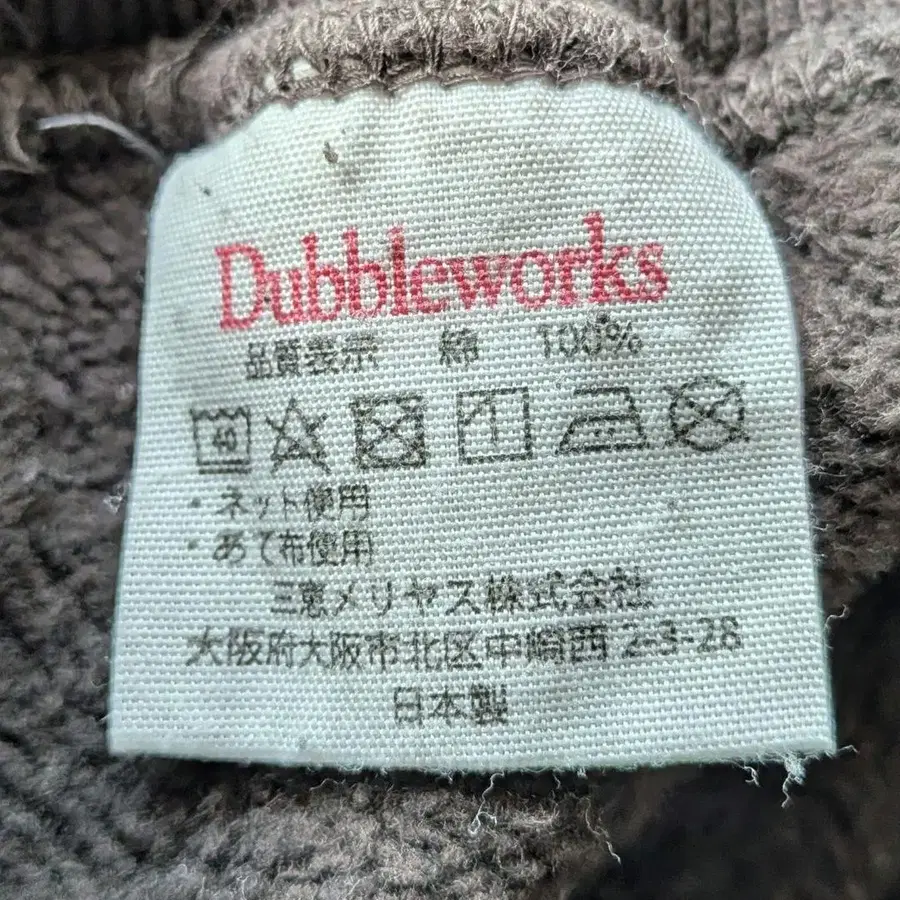 Dubbleworks
品質表示 綿 100%
・ネット使用
・あて布使用
三恵メリヤス株式会社
大阪府大阪市北区中崎西 2-3-28
日本製